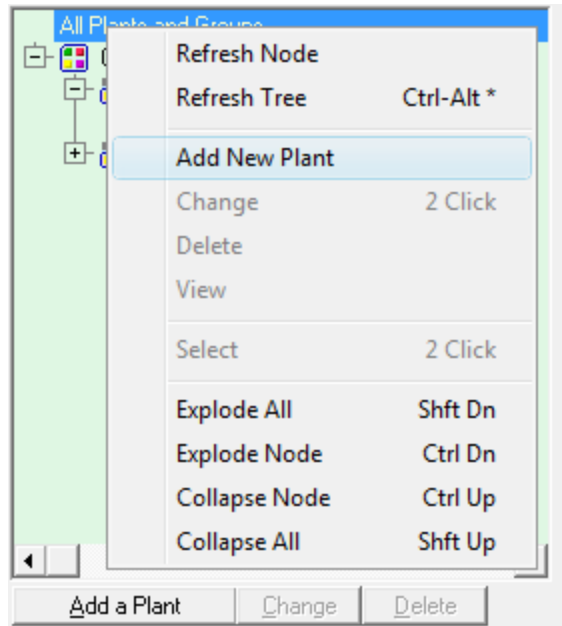 All Plants and Groups
Refresh Node
Refresh Tree Ctrl-Alt *
Add New Plant
Change 2 Click
Delete
View
Select 2 Click
Explode All Shft Dn
Explode Node Ctrl Dn
Collapse Node Ctrl Up
Collapse All Shft Up
Add a Plant Change Delete